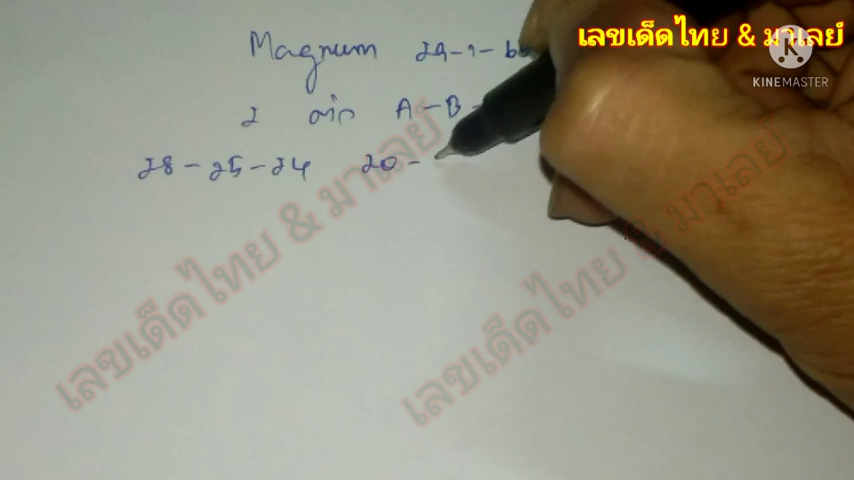 เลขเด็ดไทย & มาเลย์
KINEMASTER
Magnum 29-1-6
2 ตัว A-B-
28-25-24 20-
เลขเด็ดไทย & มาเลย์
เลขเด็ดไทย & มาเลย์